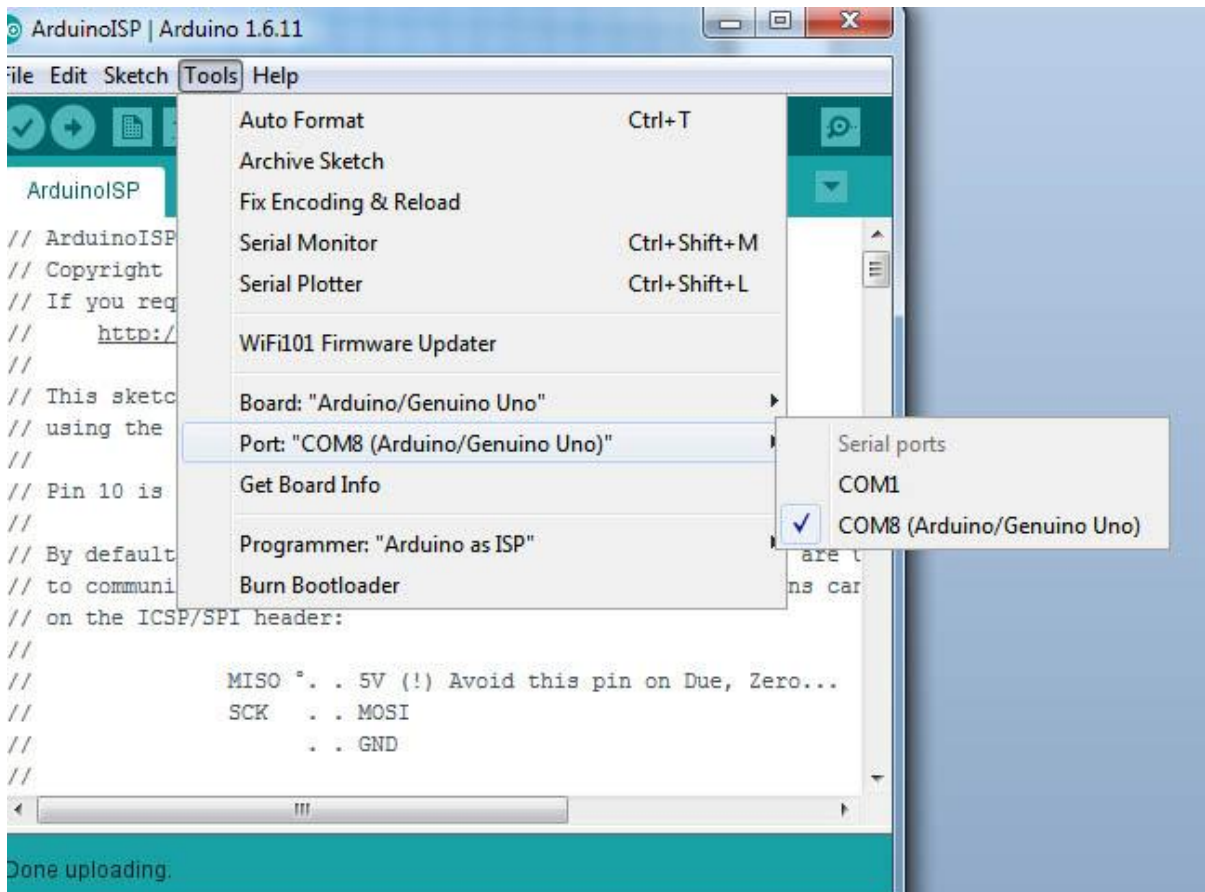 ArduinoISP | Arduino 1.6.11
File Edit Sketch Tools Help
Auto Format Ctrl+T
Archive Sketch
Fix Encoding & Reload
Serial Monitor Ctrl+Shift+M
Serial Plotter Ctrl+Shift+L
WiFi101 Firmware Updater
Board: "Arduino/Genuino Uno"
Port: "COM8 (Arduino/Genuino Uno)"
Get Board Info
Programmer: "Arduino as ISP"
Burn Bootloader
Serial ports
COM1
COM8 (Arduino/Genuino Uno)
ArduinoISP
// ArduinoISP
// Copyright
// If you req
// http:/
//
// This sketc
// using the
//
// Pin 10 is
//
// By default are t
// to communi ns car
// on the ICSP/SPI header:
//
// MISO °. . 5V (!) Avoid this pin on Due, Zero...
// SCK . . MOSI
// . . GND
//
Done uploading.